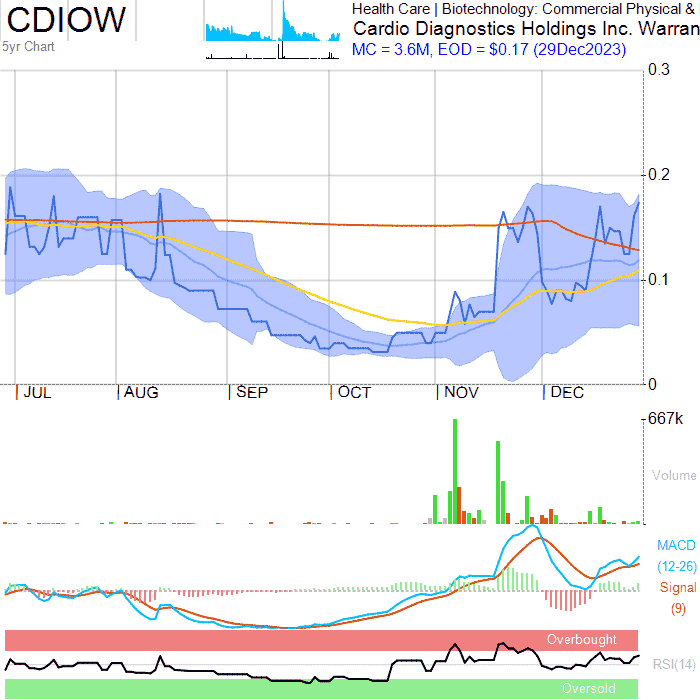 CDIOW
5yr Chart
Health Care | Biotechnology: Commercial Physical &
Cardio Diagnostics Holdings Inc. Warran
MC = 3.6M, EOD = $0.17 (29Dec2023)
0.3
0.2
0.1
0
JUL AUG SEP OCT NOV DEC
667k
Volume
MACD
(12-26)
Signal
(9)
Overbought
RSI(14)
Oversold